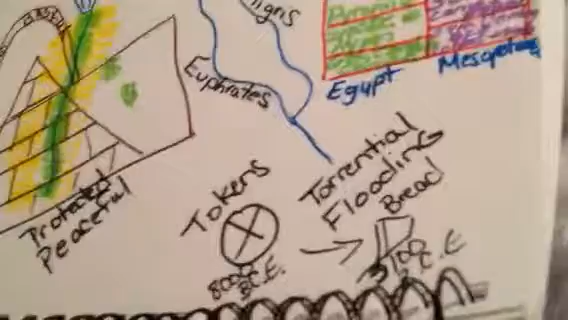 Tigris
Euphrates
Egypt
Mesopotamia
Protected
Peaceful
Tokens
8000
B.C.E.
Torrential
Flooding
Bread
3100
B.C.E